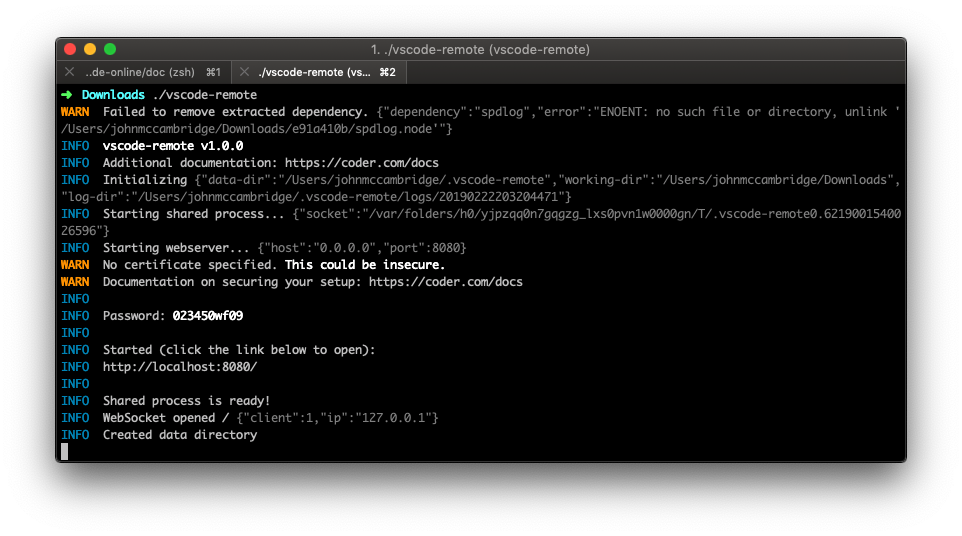 1. ./vscode-remote (vscode-remote)
..de-online/doc (zsh) ⌘1 ./vscode-remote (vs... ⌘2
➜ Downloads ./vscode-remote
WARN Failed to remove extracted dependency. {"dependency":"spdlog","error":"ENOENT: no such file or directory, unlink '
/Users/johnmccambridge/Downloads/e91a410b/spdlog.node'"}
INFO vscode-remote v1.0.0
INFO Additional documentation: https://coder.com/docs
INFO Initializing {"data-dir":"/Users/johnmccambridge/.vscode-remote","working-dir":"/Users/johnmccambridge/Downloads",
"log-dir":"/Users/johnmccambridge/.vscode-remote/logs/20190222203204471"}
INFO Starting shared process... {"socket":"/var/folders/h0/yjpzqq0n7gqgzg_lxs0pvn1w0000gn/T/.vscode-remote0.62190015400
26596"}
INFO Starting webserver... {"host":"0.0.0.0","port":8080}
WARN No certificate specified. This could be insecure.
WARN Documentation on securing your setup: https://coder.com/docs
INFO
INFO Password: 023450wf09
INFO
INFO Started (click the link below to open):
INFO http://localhost:8080/
INFO
INFO Shared process is ready!
INFO WebSocket opened / {"client":1,"ip":"127.0.0.1"}
INFO Created data directory